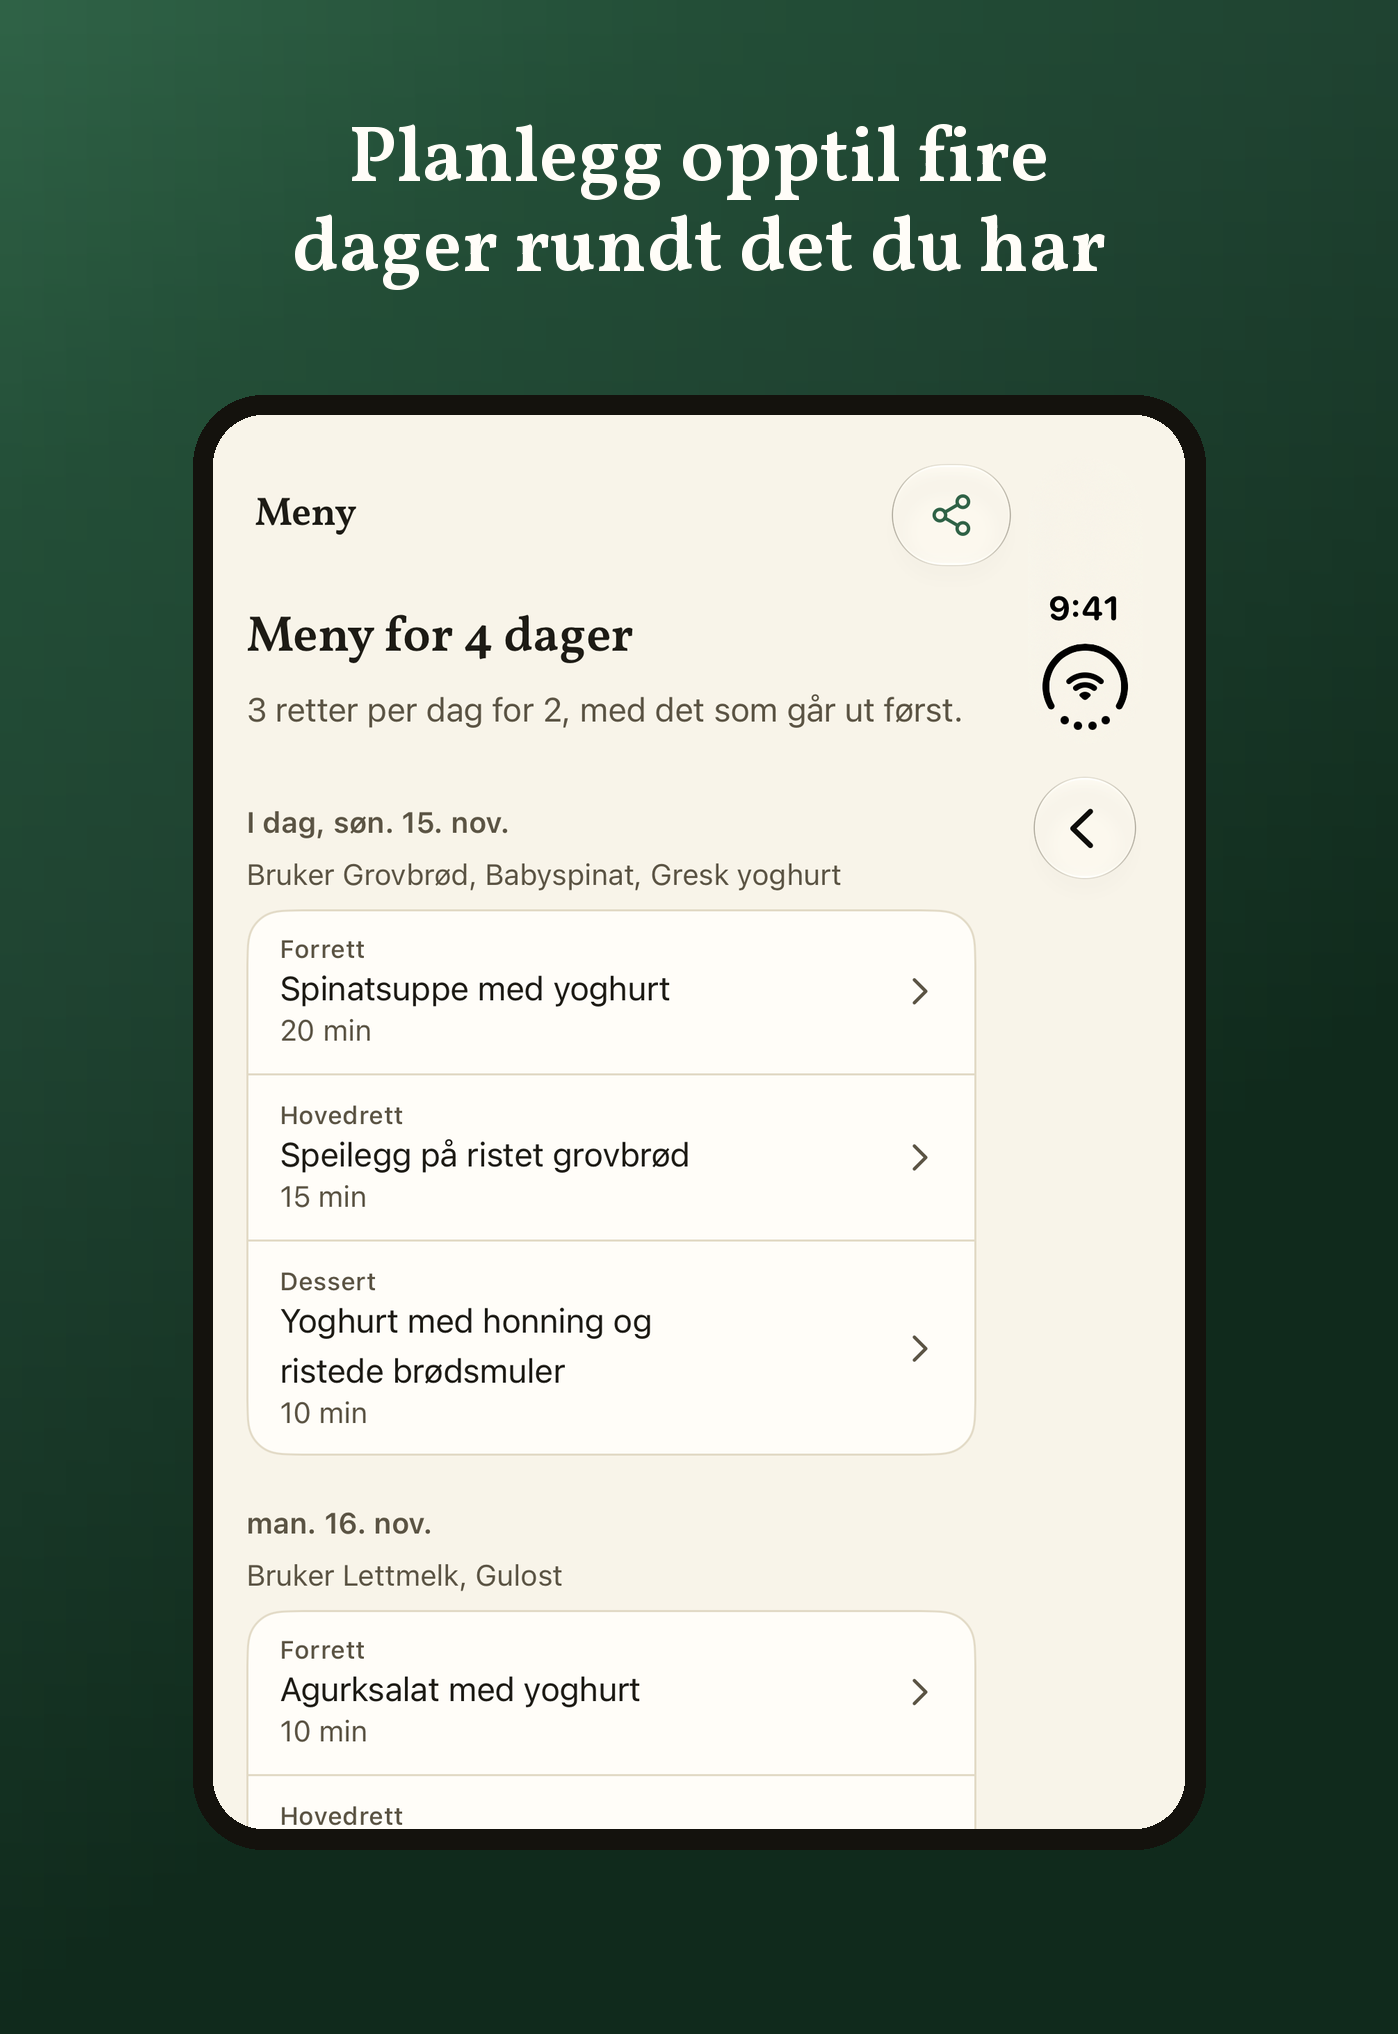 Planlegg opptil fire
dager rundt det du har
Meny
9:41
Meny for 4 dager
3 retter per dag for 2, med det som går ut først.
I dag, søn. 15. nov.
Bruker Grovbrød, Babyspinat, Gresk yoghurt
Forrett
Spinatsuppe med yoghurt
20 min
Hovedrett
Speilegg på ristet grovbrød
15 min
Dessert
Yoghurt med honning og
ristede brødsmuler
10 min
man. 16. nov.
Bruker Lettmelk, Gulost
Forrett
Agurksalat med yoghurt
10 min
Hovedrett